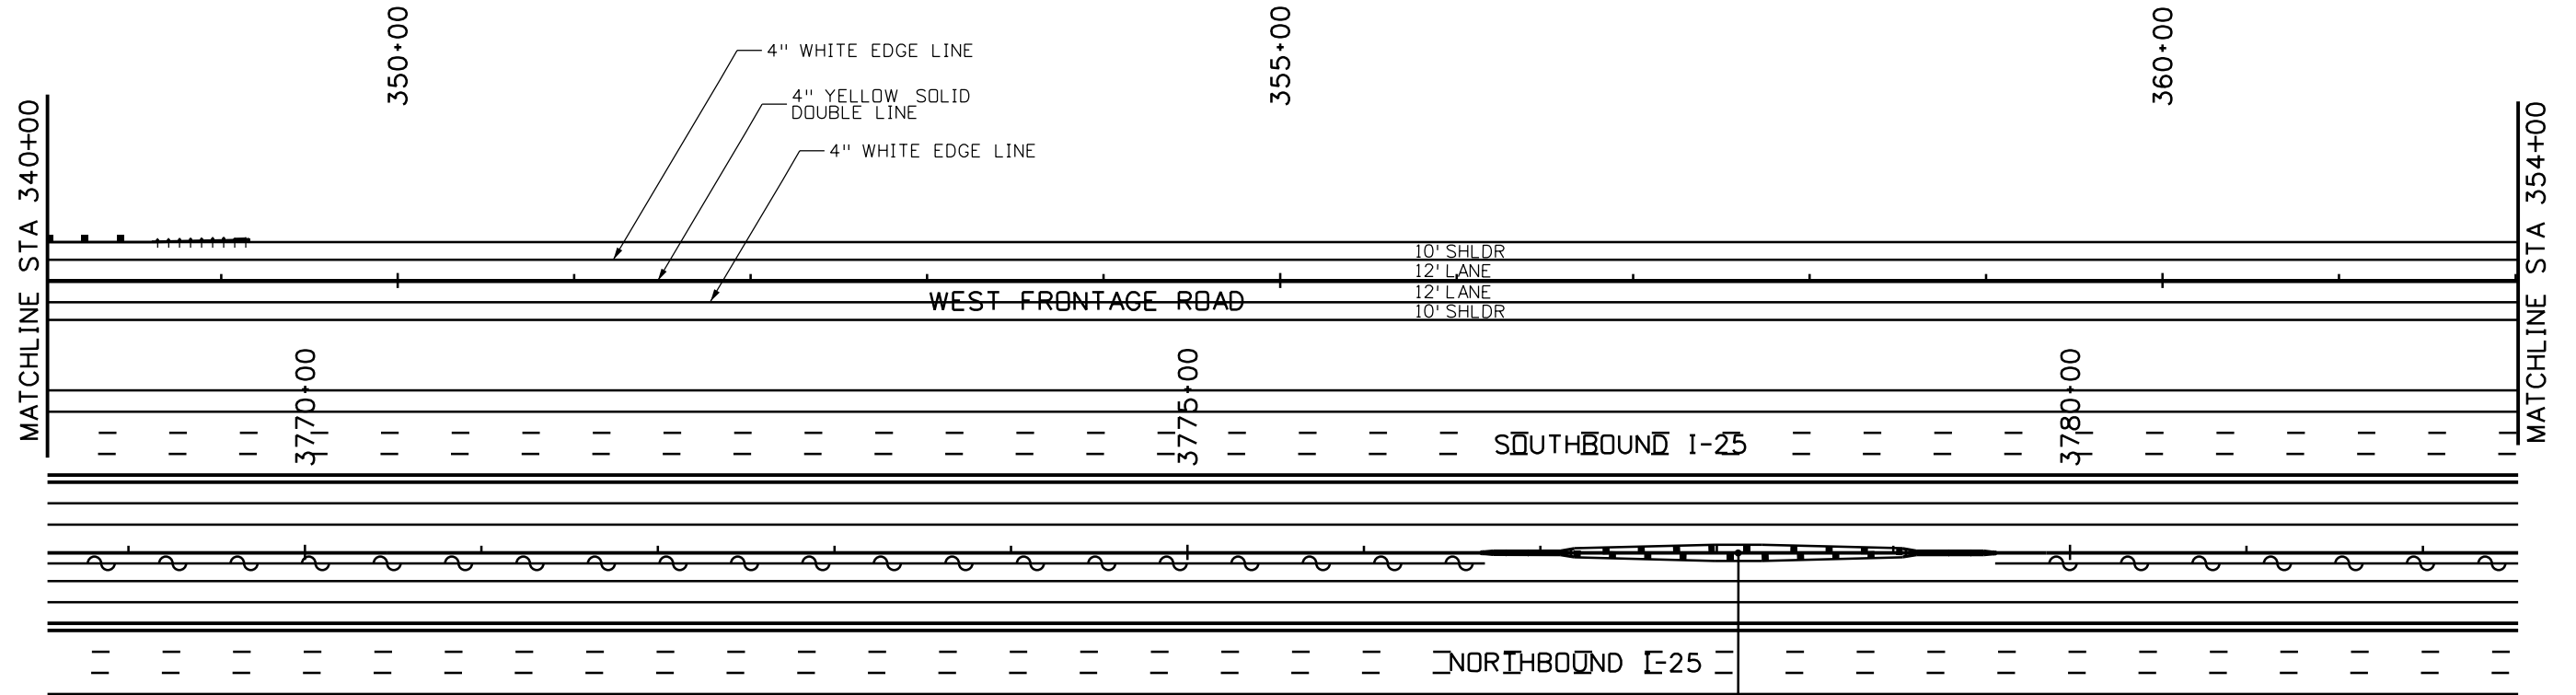 350+00
355+00
360+00
4" WHITE EDGE LINE
4" YELLOW SOLID
DOUBLE LINE
4" WHITE EDGE LINE
MATCHLINE STA 340+00
MATCHLINE STA 354+00
10' SHLDR
12' LANE
12' LANE
10' SHLDR
WEST FRONTAGE ROAD
3770+00
3775+00
3780+00
SOUTHBOUND I-25
NORTHBOUND I-25